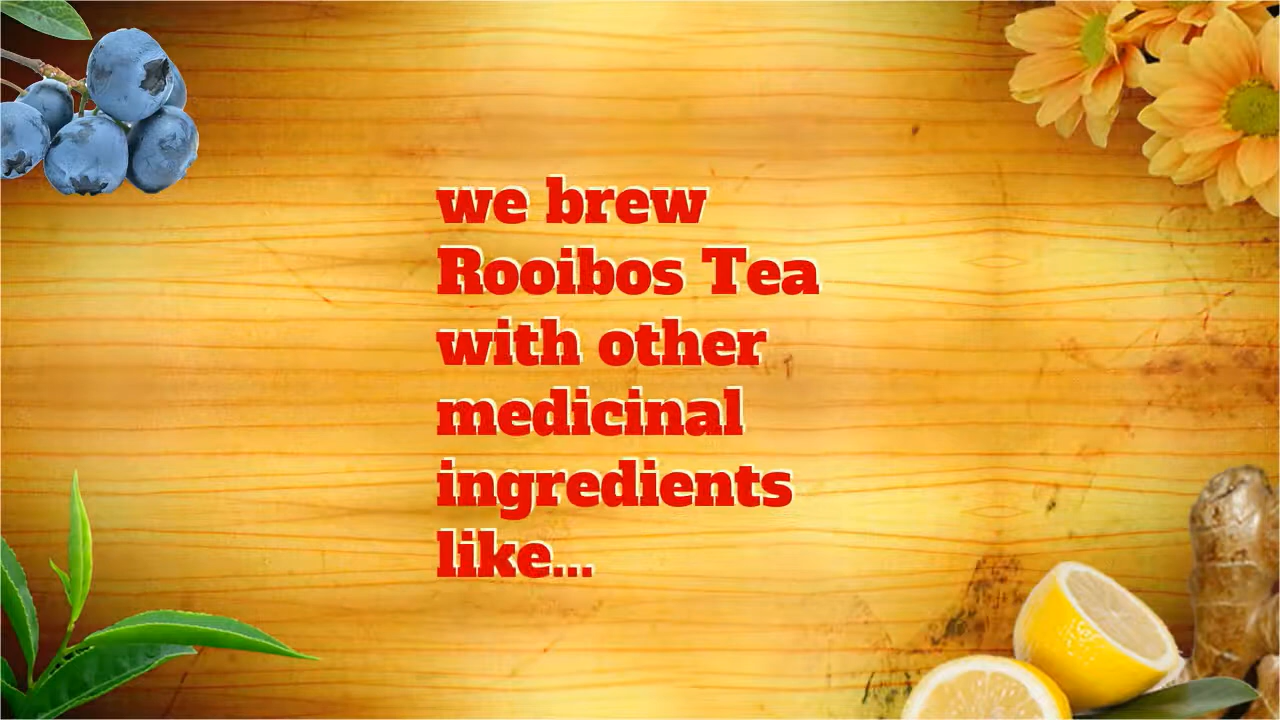 we brew
Rooibos Tea
with other
medicinal
ingredients
like...